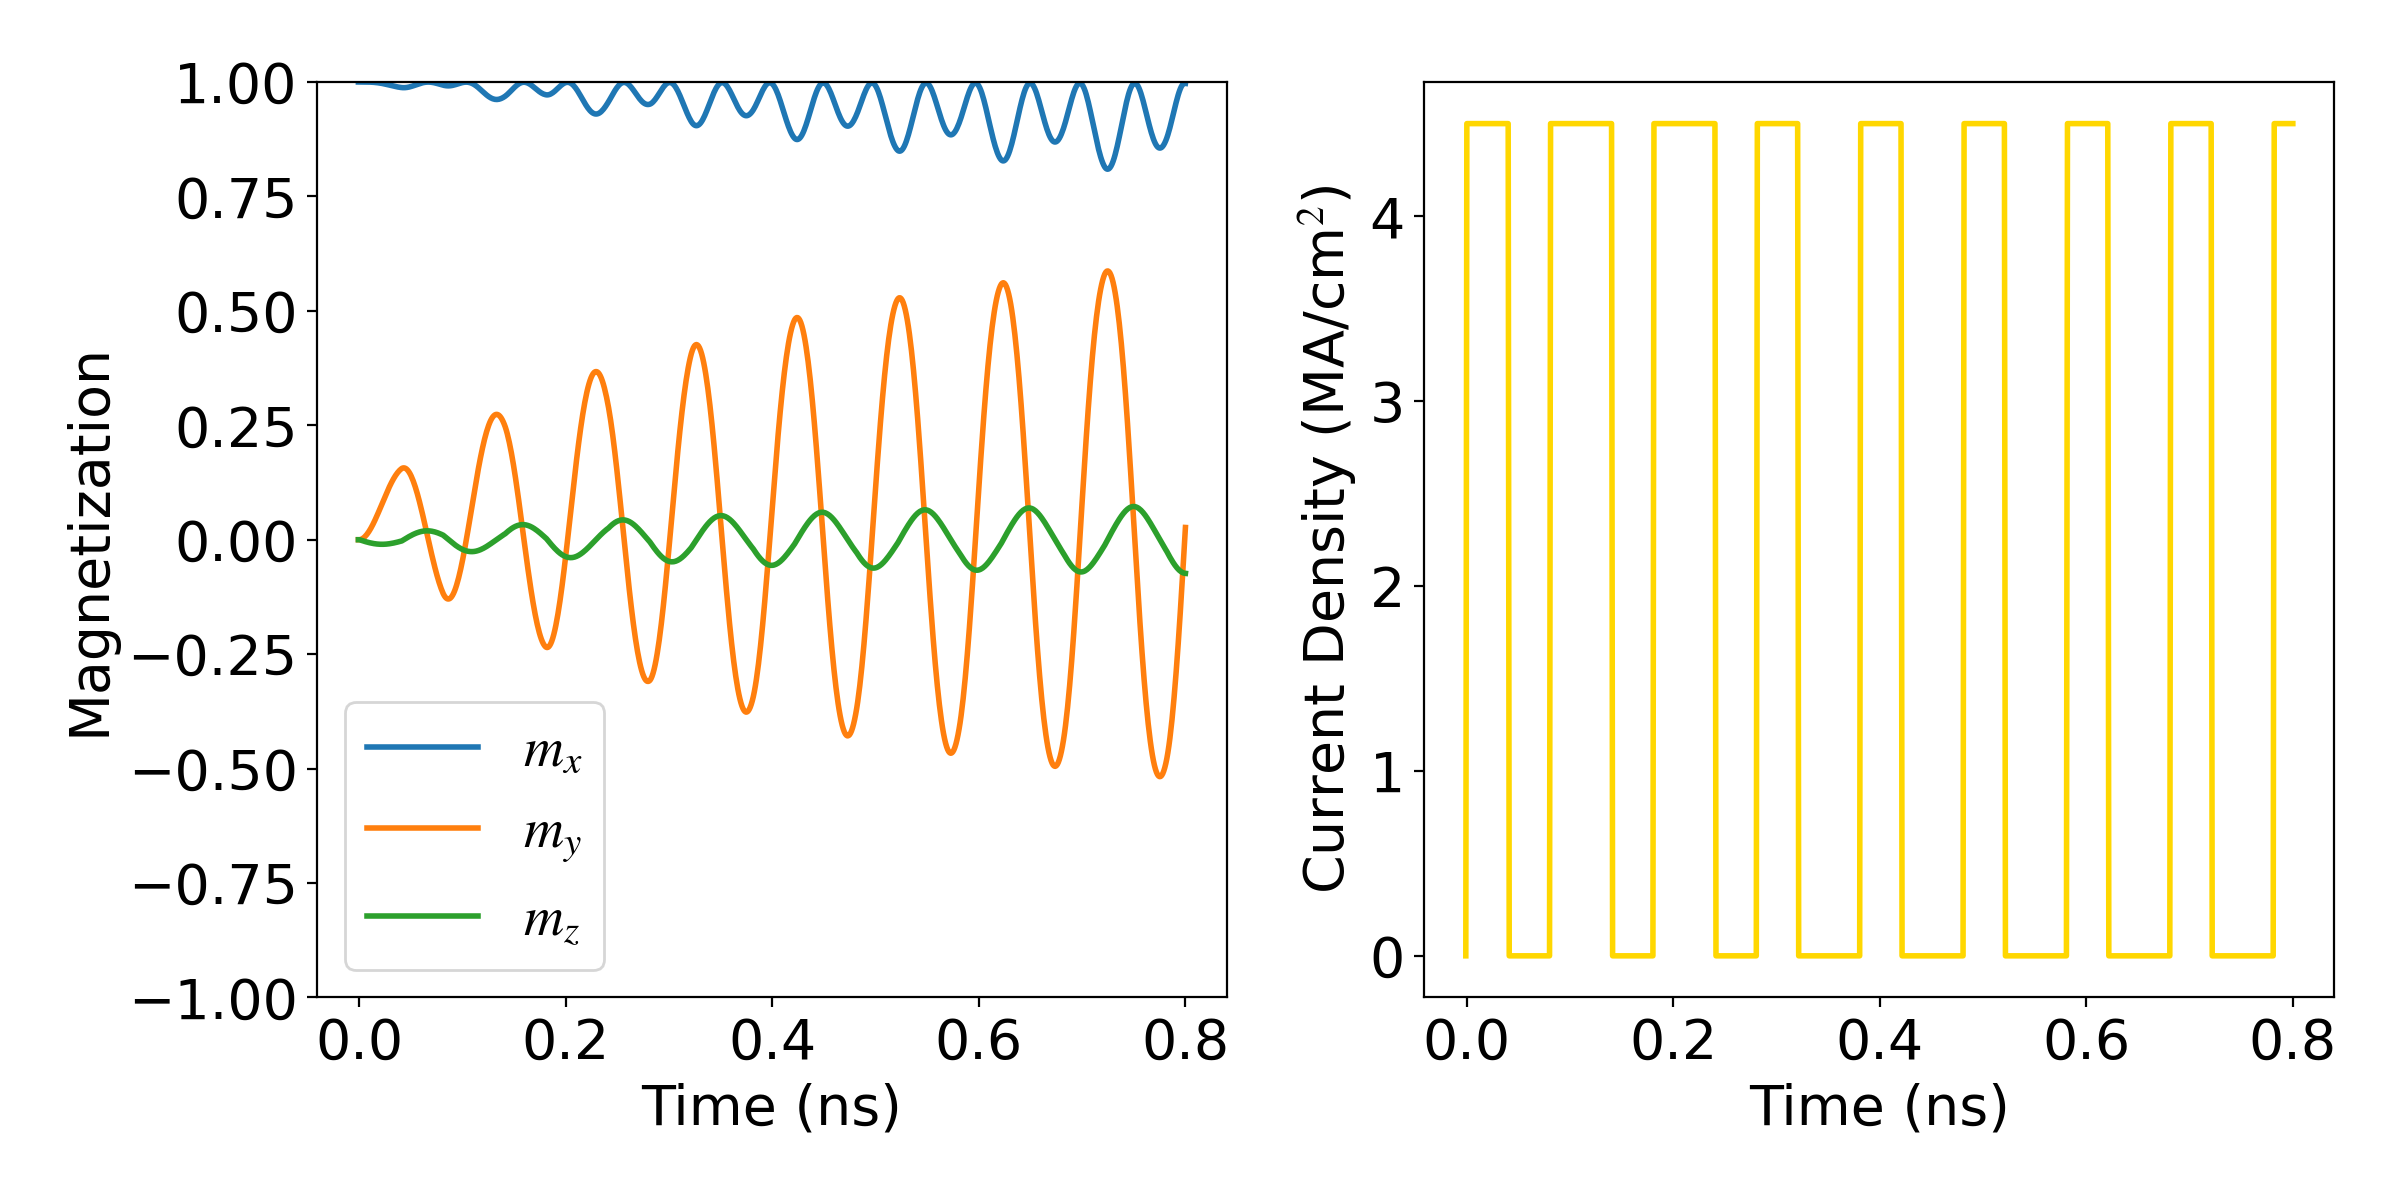 Magnetization
1.00
0.75
0.50
0.25
0.00
−0.25
−0.50
−0.75
−1.00
m_x
m_y
m_z
0.0 0.2 0.4 0.6 0.8
Time (ns)
Current Density (MA/cm²)
4
3
2
1
0
0.0 0.2 0.4 0.6 0.8
Time (ns)